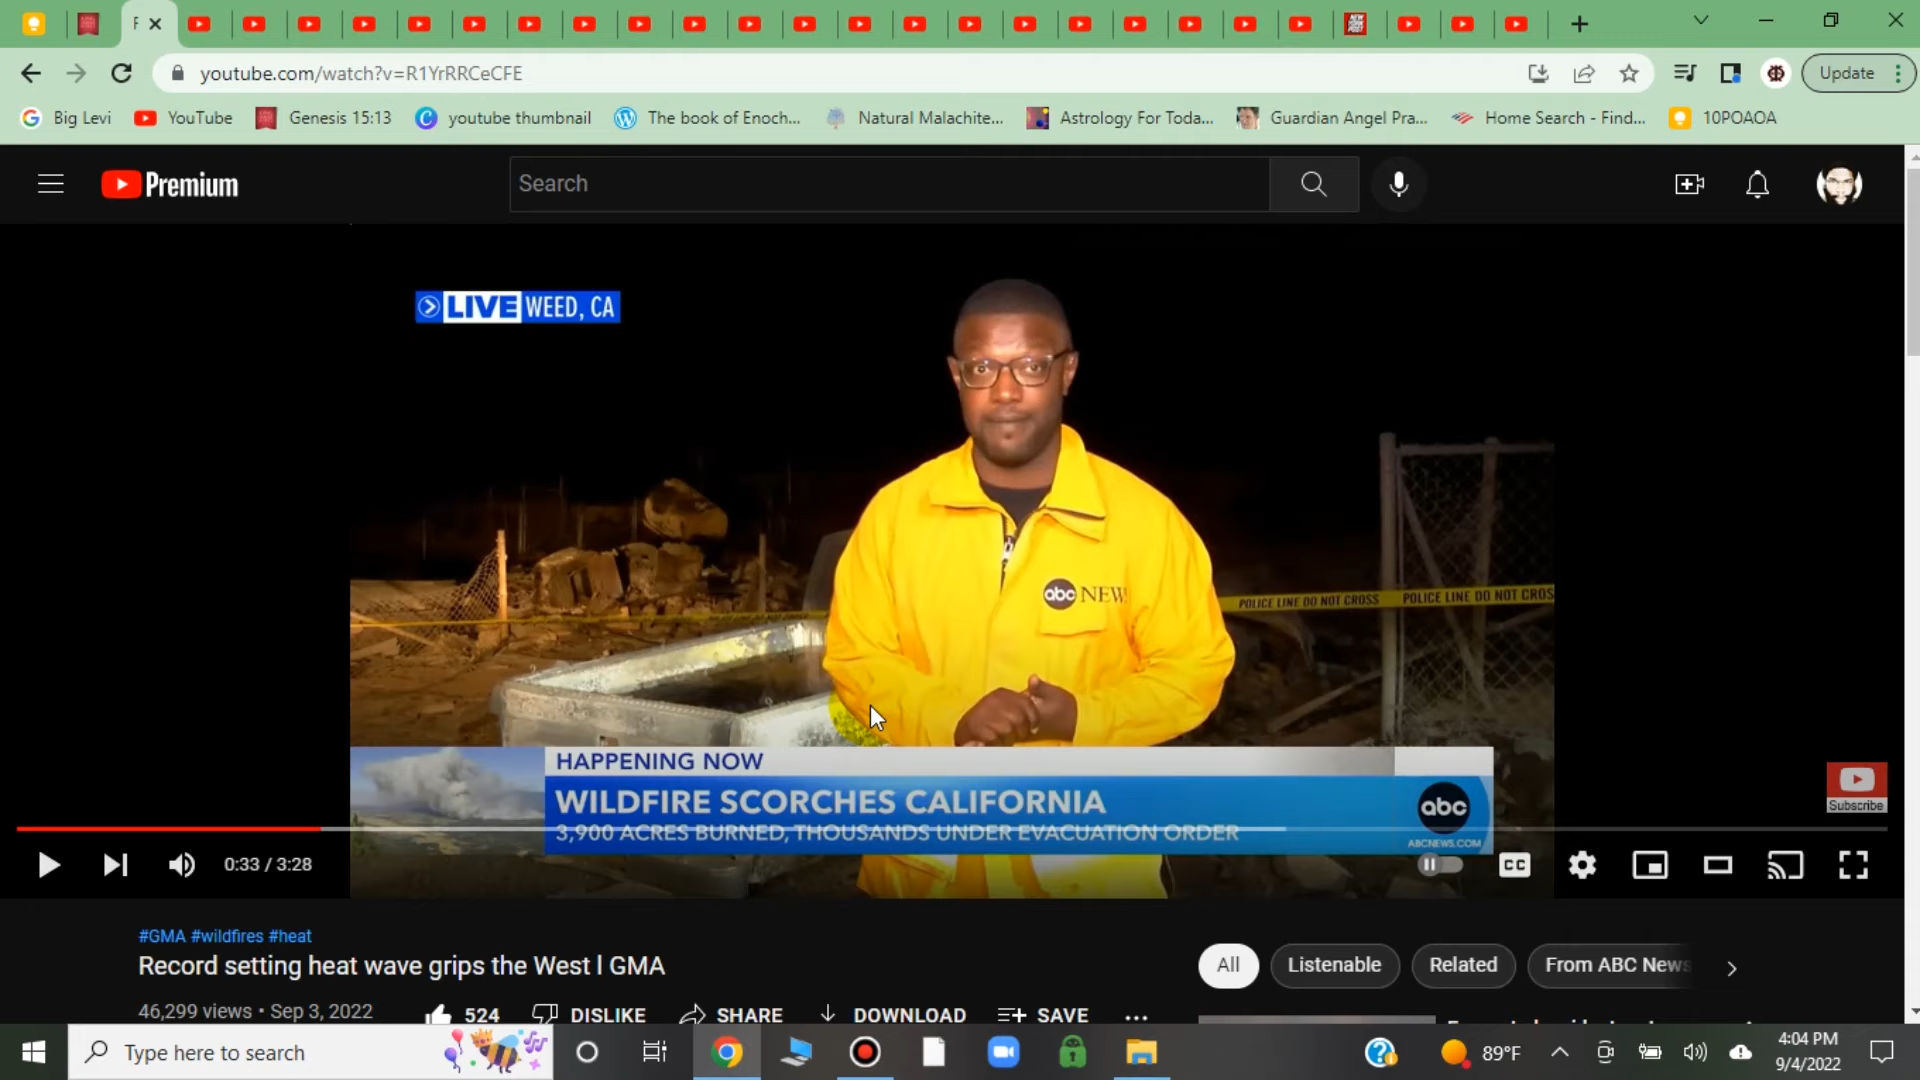 F
youtube.com/watch?v=R1YrRRCeCFE
Update
Big Levi
YouTube
Genesis 15:13
youtube thumbnail
The book of Enoch...
Natural Malachite...
Astrology For Toda...
Guardian Angel Pra...
Home Search - Find...
10POAOA
Premium
Search
LIVE WEED, CA
abc NEW
POLICE LINE DO NOT CROSS POLICE LINE DO NOT CROS
HAPPENING NOW
WILDFIRE SCORCHES CALIFORNIA
3,900 ACRES BURNED, THOUSANDS UNDER EVACUATION ORDER
abc
ABCNEWS.COM
Subscribe
0:33 / 3:28
CC
#GMA #wildfires #heat
Record setting heat wave grips the West l GMA
46,299 views • Sep 3, 2022
524
DISLIKE
SHARE
DOWNLOAD
SAVE
All
Listenable
Related
From ABC News
Type here to search
89°F
4:04 PM
9/4/2022